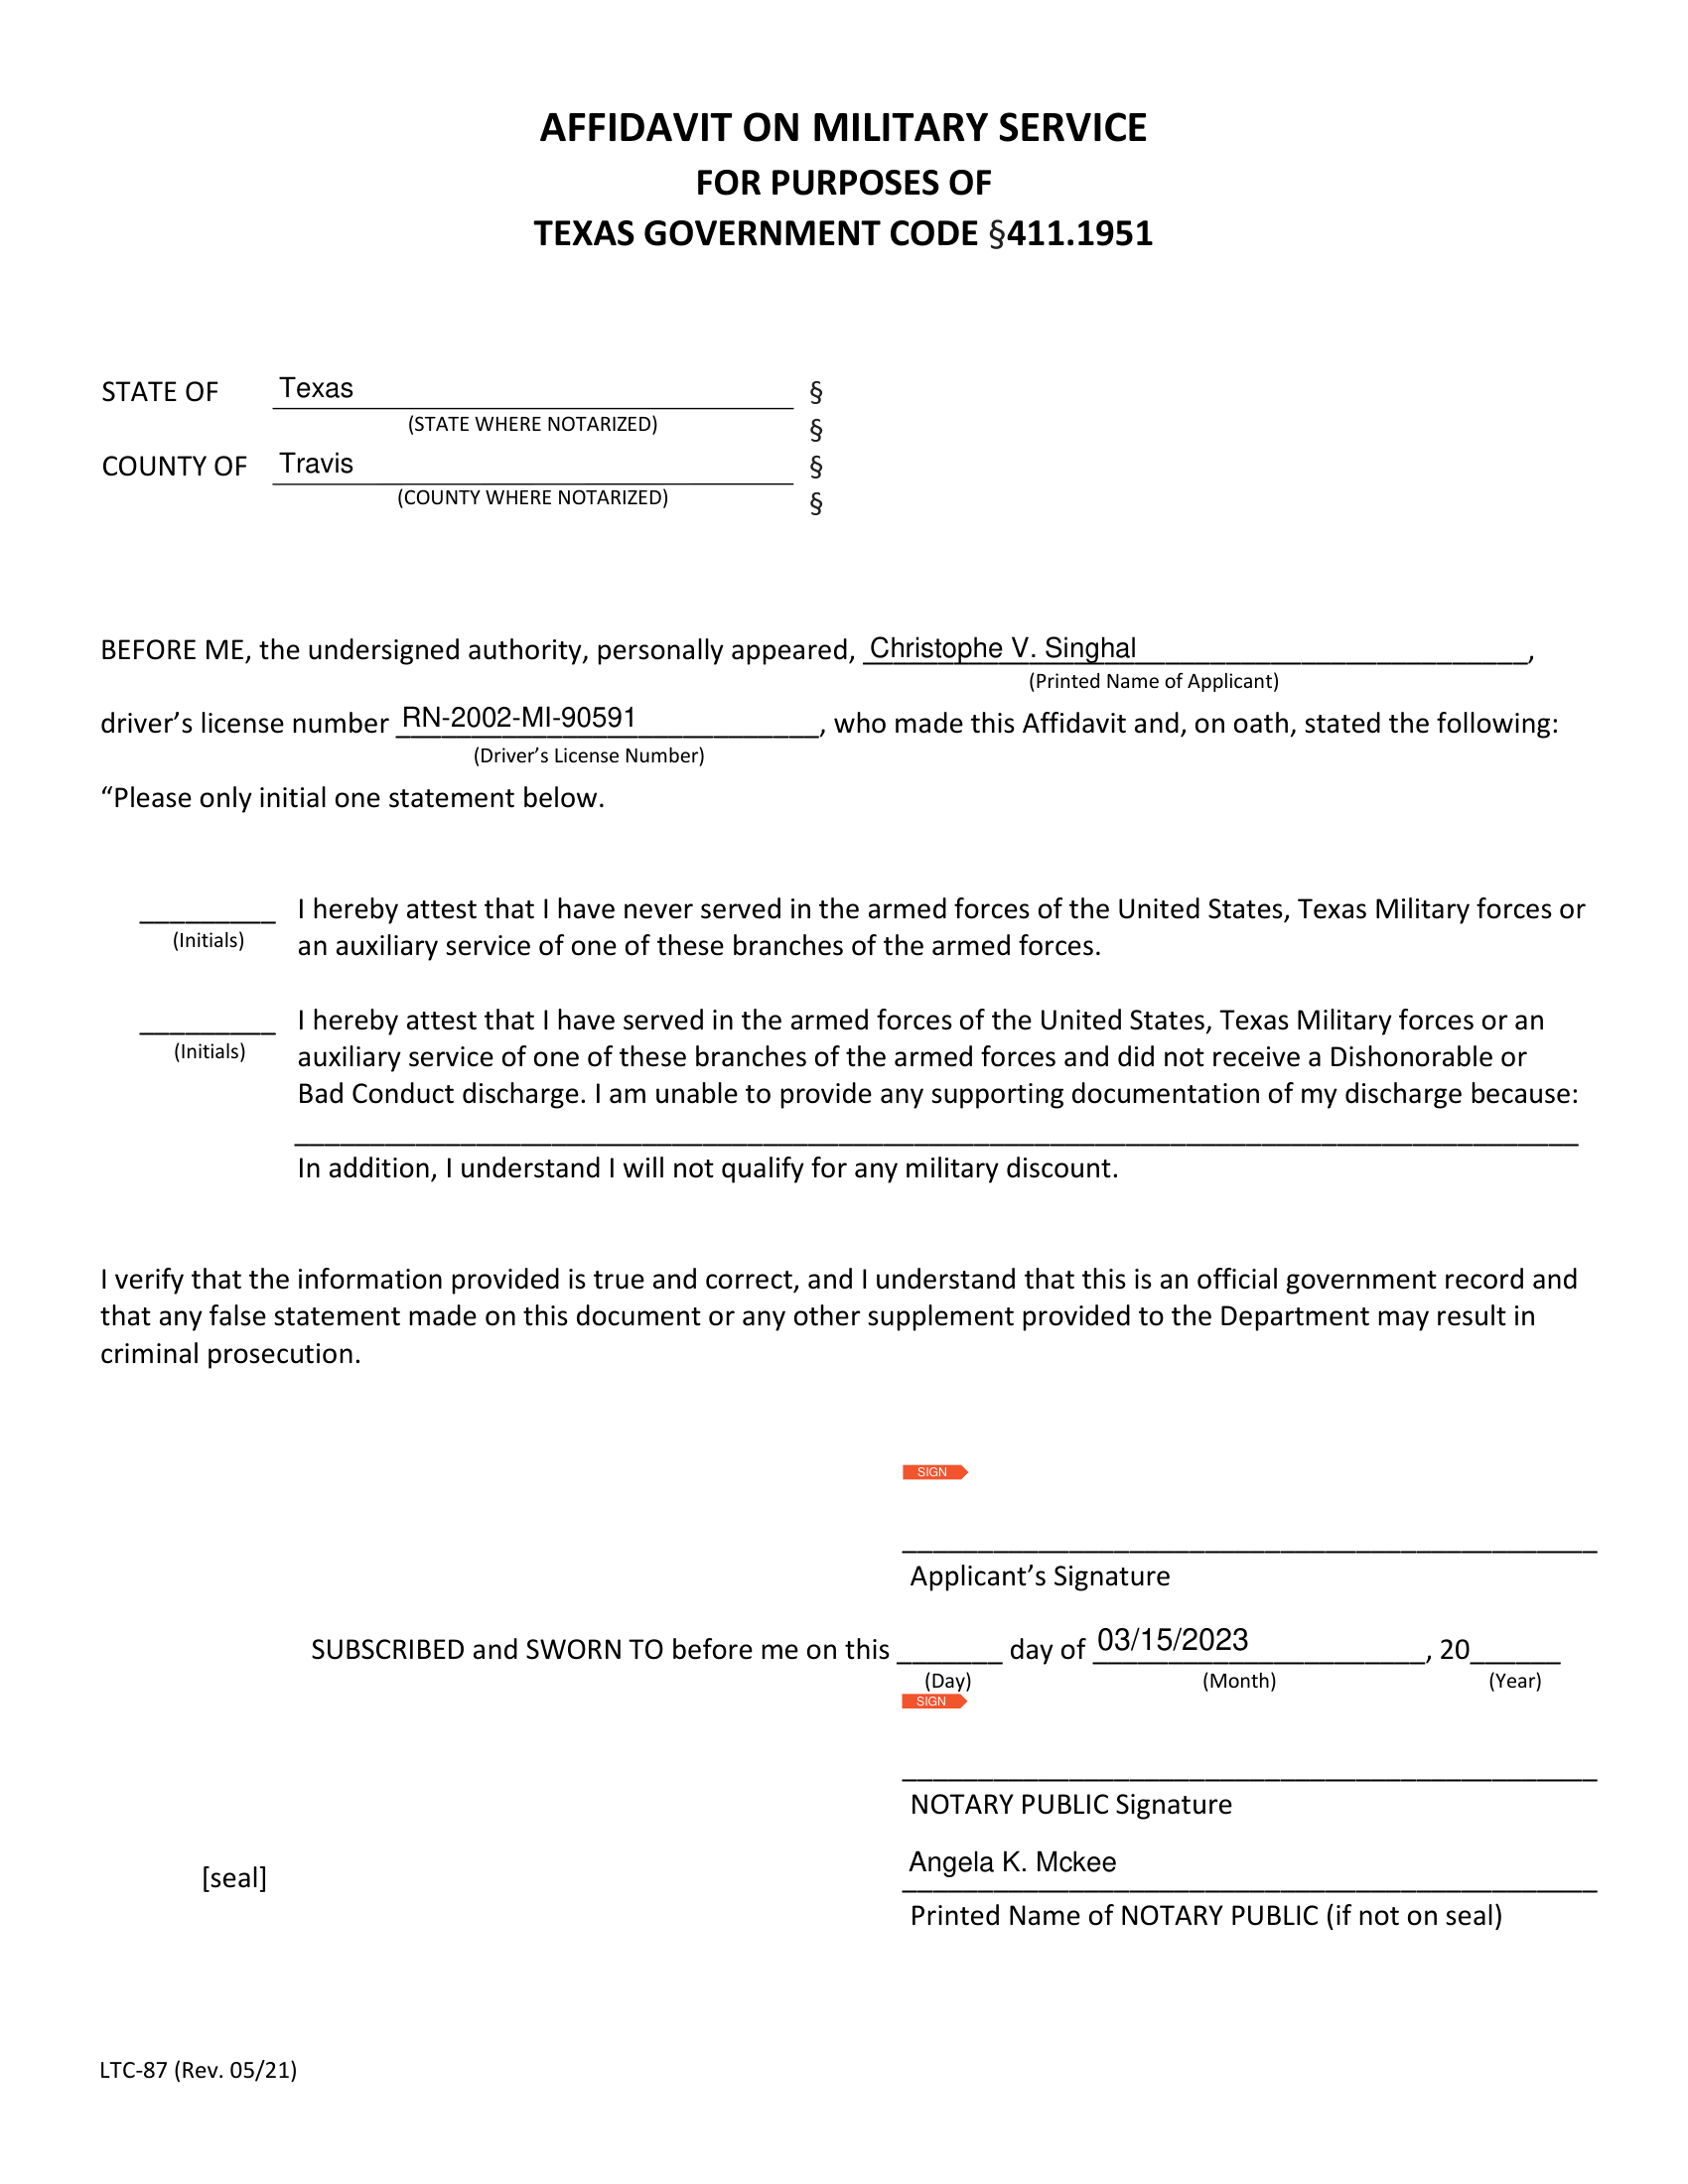 AFFIDAVIT ON MILITARY SERVICE
FOR PURPOSES OF
TEXAS GOVERNMENT CODE §411.1951
STATE OF Texas §
(STATE WHERE NOTARIZED) §
COUNTY OF Travis §
(COUNTY WHERE NOTARIZED) §
BEFORE ME, the undersigned authority, personally appeared, Christophe V. Singhal,
(Printed Name of Applicant)
driver’s license number RN-2002-MI-90591, who made this Affidavit and, on oath, stated the following:
(Driver’s License Number)
“Please only initial one statement below.
_________ I hereby attest that I have never served in the armed forces of the United States, Texas Military forces or
(Initials) an auxiliary service of one of these branches of the armed forces.
_________ I hereby attest that I have served in the armed forces of the United States, Texas Military forces or an
(Initials) auxiliary service of one of these branches of the armed forces and did not receive a Dishonorable or
Bad Conduct discharge. I am unable to provide any supporting documentation of my discharge because:
In addition, I understand I will not qualify for any military discount.
I verify that the information provided is true and correct, and I understand that this is an official government record and
that any false statement made on this document or any other supplement provided to the Department may result in
criminal prosecution.
SIGN
Applicant’s Signature
SUBSCRIBED and SWORN TO before me on this _______ day of 03/15/2023, 20______
(Day) (Month) (Year)
SIGN
NOTARY PUBLIC Signature
Angela K. Mckee
[seal]
Printed Name of NOTARY PUBLIC (if not on seal)
LTC-87 (Rev. 05/21)